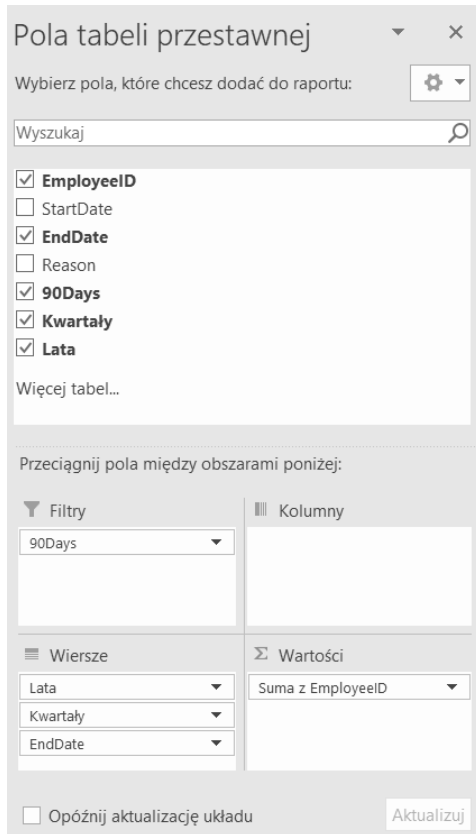 Pola tabeli przestawnej
Wybierz pola, które chcesz dodać do raportu:
Wyszukaj
EmployeeID
StartDate
EndDate
Reason
90Days
Kwartały
Lata
Więcej tabel...
Przeciągnij pola między obszarami poniżej:
Filtry
90Days
Kolumny
Wiersze
Lata
Kwartały
EndDate
Σ Wartości
Suma z EmployeeID
Opóźnij aktualizację układu
Aktualizuj